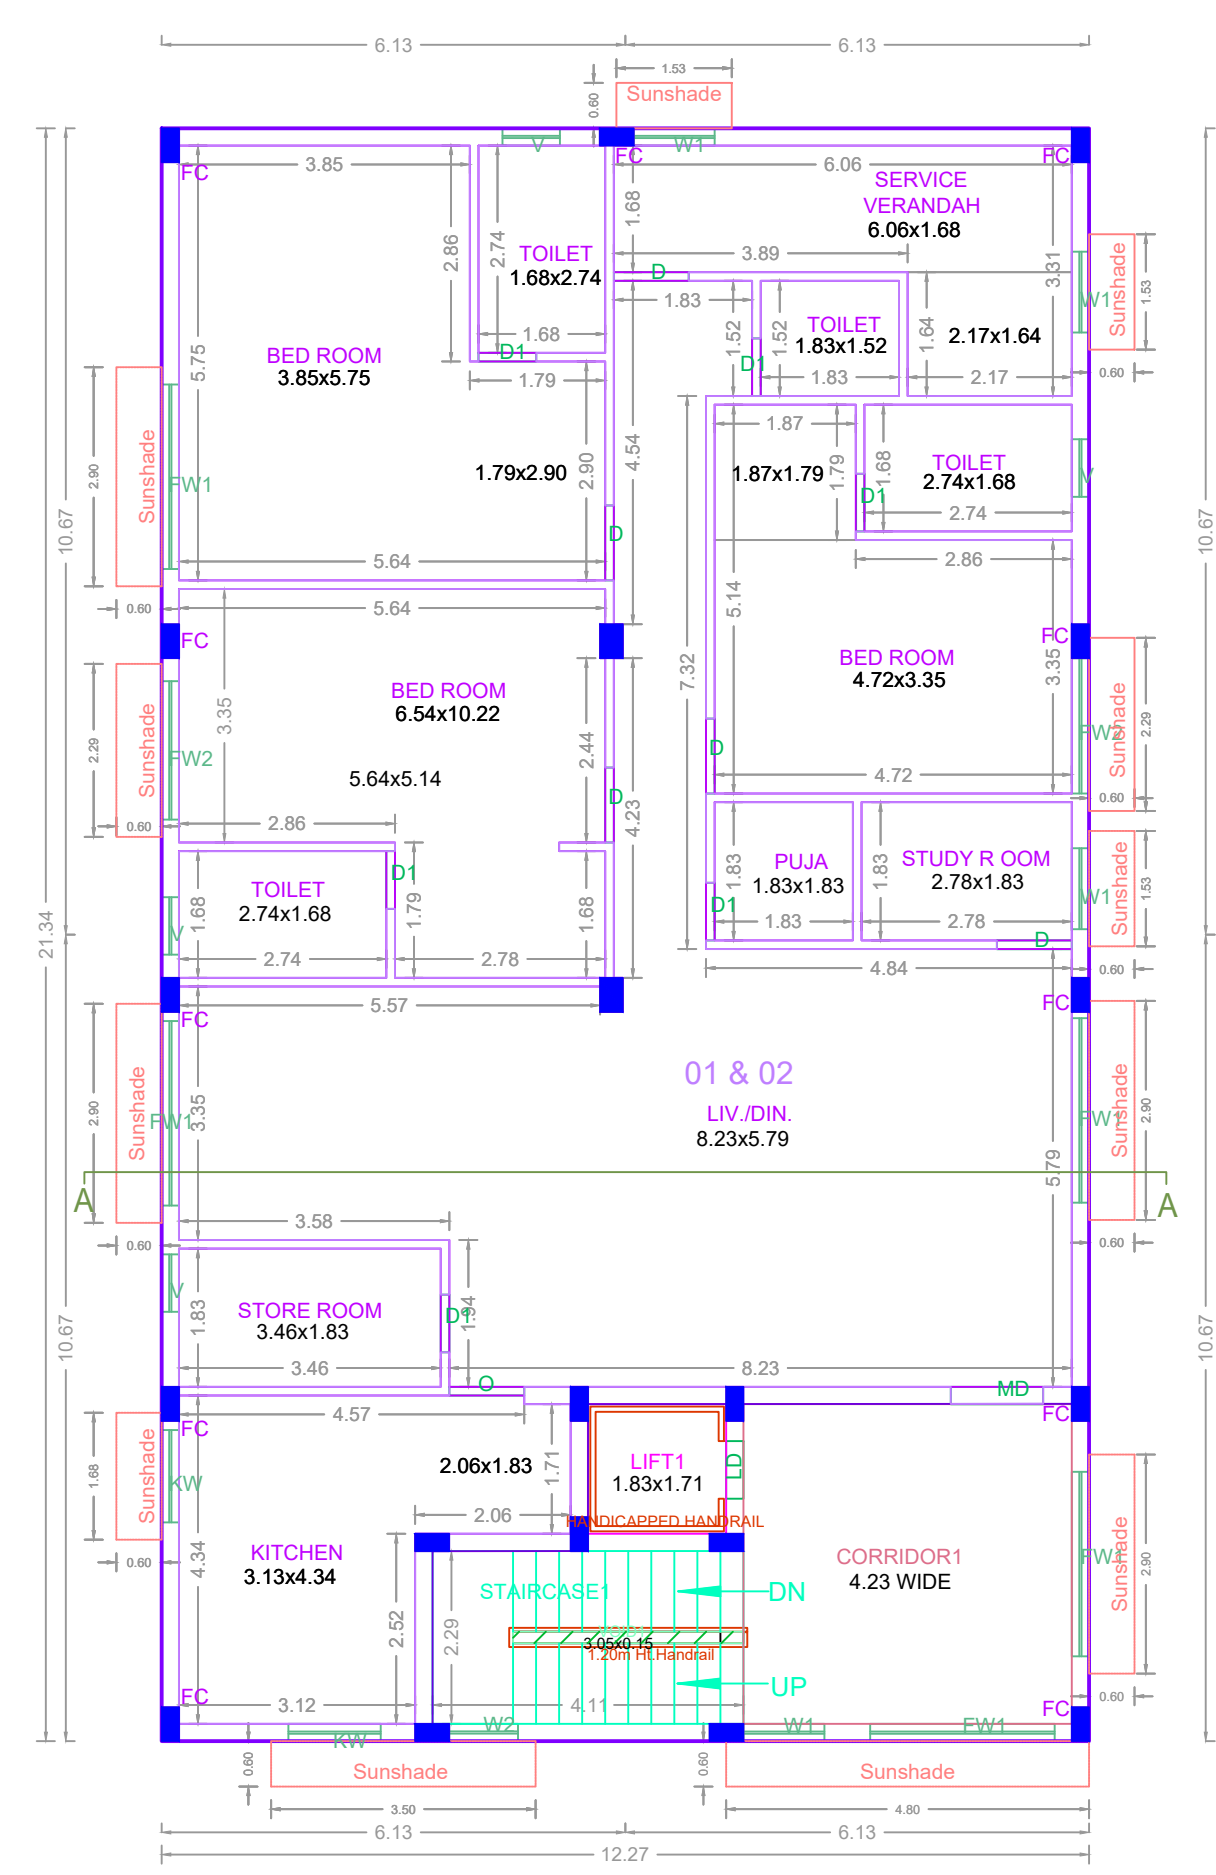 6.13
6.13
1.53
Sunshade
0.60
V
W1
FC
FC
FC
3.85
6.06
SERVICE
VERANDAH
6.06x1.68
1.68
2.86
2.74
TOILET
1.68x2.74
3.89
3.31
D
Sunshade
1.53
W1
1.83
1.68
1.52
1.52
TOILET
1.83x1.52
1.64
2.17x1.64
D1
D1
BED ROOM
3.85x5.75
5.75
1.79
1.83
2.17
0.60
1.87
Sunshade
2.90
FW1
1.79x2.90
2.90
4.54
1.87x1.79
1.79
1.68
TOILET
2.74x1.68
V
D1
2.74
21.34
10.67
10.67
D
5.64
2.86
5.64
0.60
5.14
FC
FC
3.35
BED ROOM
4.72x3.35
7.32
3.35
BED ROOM
6.54x10.22
Sunshade
2.29
FW2
5.64x5.14
2.44
D
FW2
Sunshade
2.29
4.72
D
4.23
0.60
0.60
2.86
D1
TOILET
2.74x1.68
1.68
1.79
1.68
V
1.83
PUJA
1.83x1.83
1.83
STUDY R OOM
2.78x1.83
W1
Sunshade
1.53
D1
1.83
2.78
D
2.74
2.78
4.84
0.60
5.57
FC
FC
Sunshade
2.90
FW1
3.35
01 & 02
LIV./DIN.
8.23x5.79
FW1
Sunshade
2.90
5.79
A
A
3.58
0.60
0.60
V
1.83
STORE ROOM
3.46x1.83
D1
1.94
10.67
10.67
3.46
8.23
O
MD
4.57
FC
FC
Sunshade
1.68
KW
2.06x1.83
1.71
LIFT1
1.83x1.71
LD
2.06
HANDICAPPED HANDRAIL
0.60
4.34
KITCHEN
3.13x4.34
CORRIDOR1
4.23 WIDE
FW1
Sunshade
2.90
STAIRCASE1
DN
2.52
2.29
3.05x0.15
1.20m Ht.Handrail
UP
FC
3.12
4.11
FC
0.60
KW
W2
W1
FW1
0.60
Sunshade
0.60
Sunshade
3.50
4.80
6.13
6.13
12.27